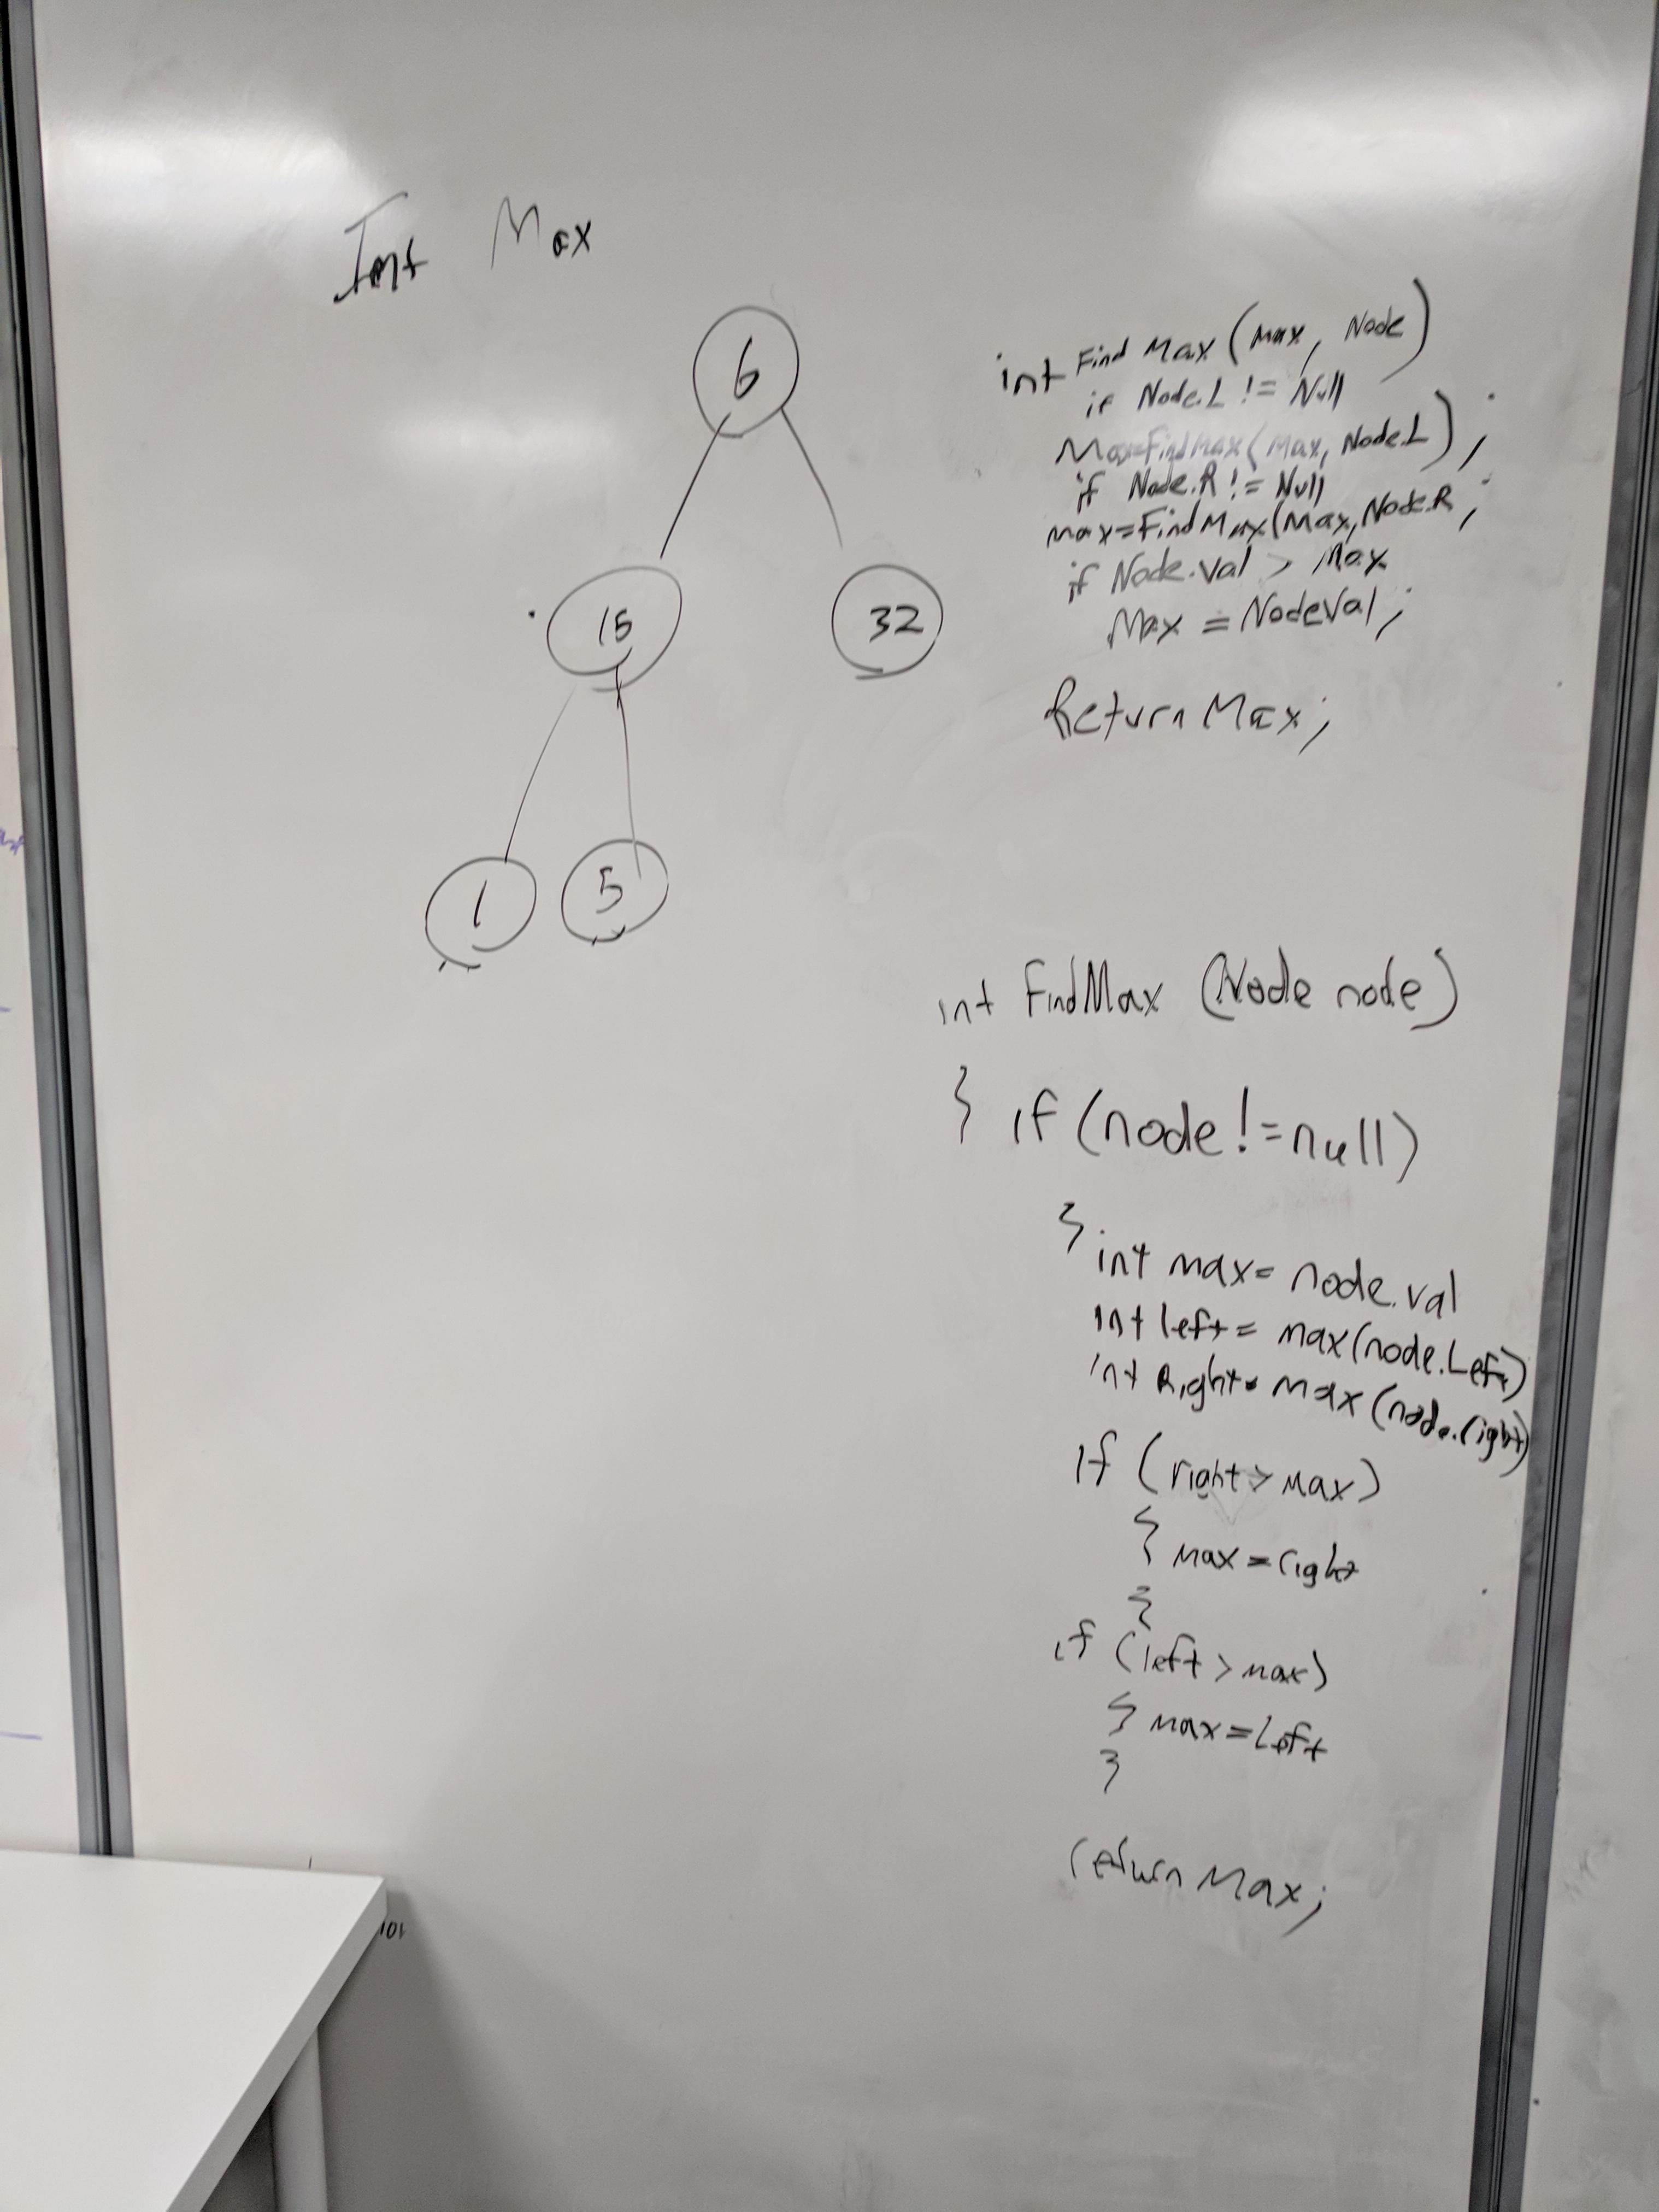 Int Max
6
15
32
1
5
int Find Max (Max, Node)
if Node.L != Null
Max=FindMax(Max, Node.L);
if Node.R != Null
max=FindMax(Max, Node.R;
if Node.val > Max
Max = NodeVal;
Return Max;
int FindMax (Node node)
} if (node != null)
} int max= node.val
int left = max(node.Left)
int Right = max (node.right)
if (right > Max)
{ max = right
}
if (left > max)
{ max = Left
}
return Max;